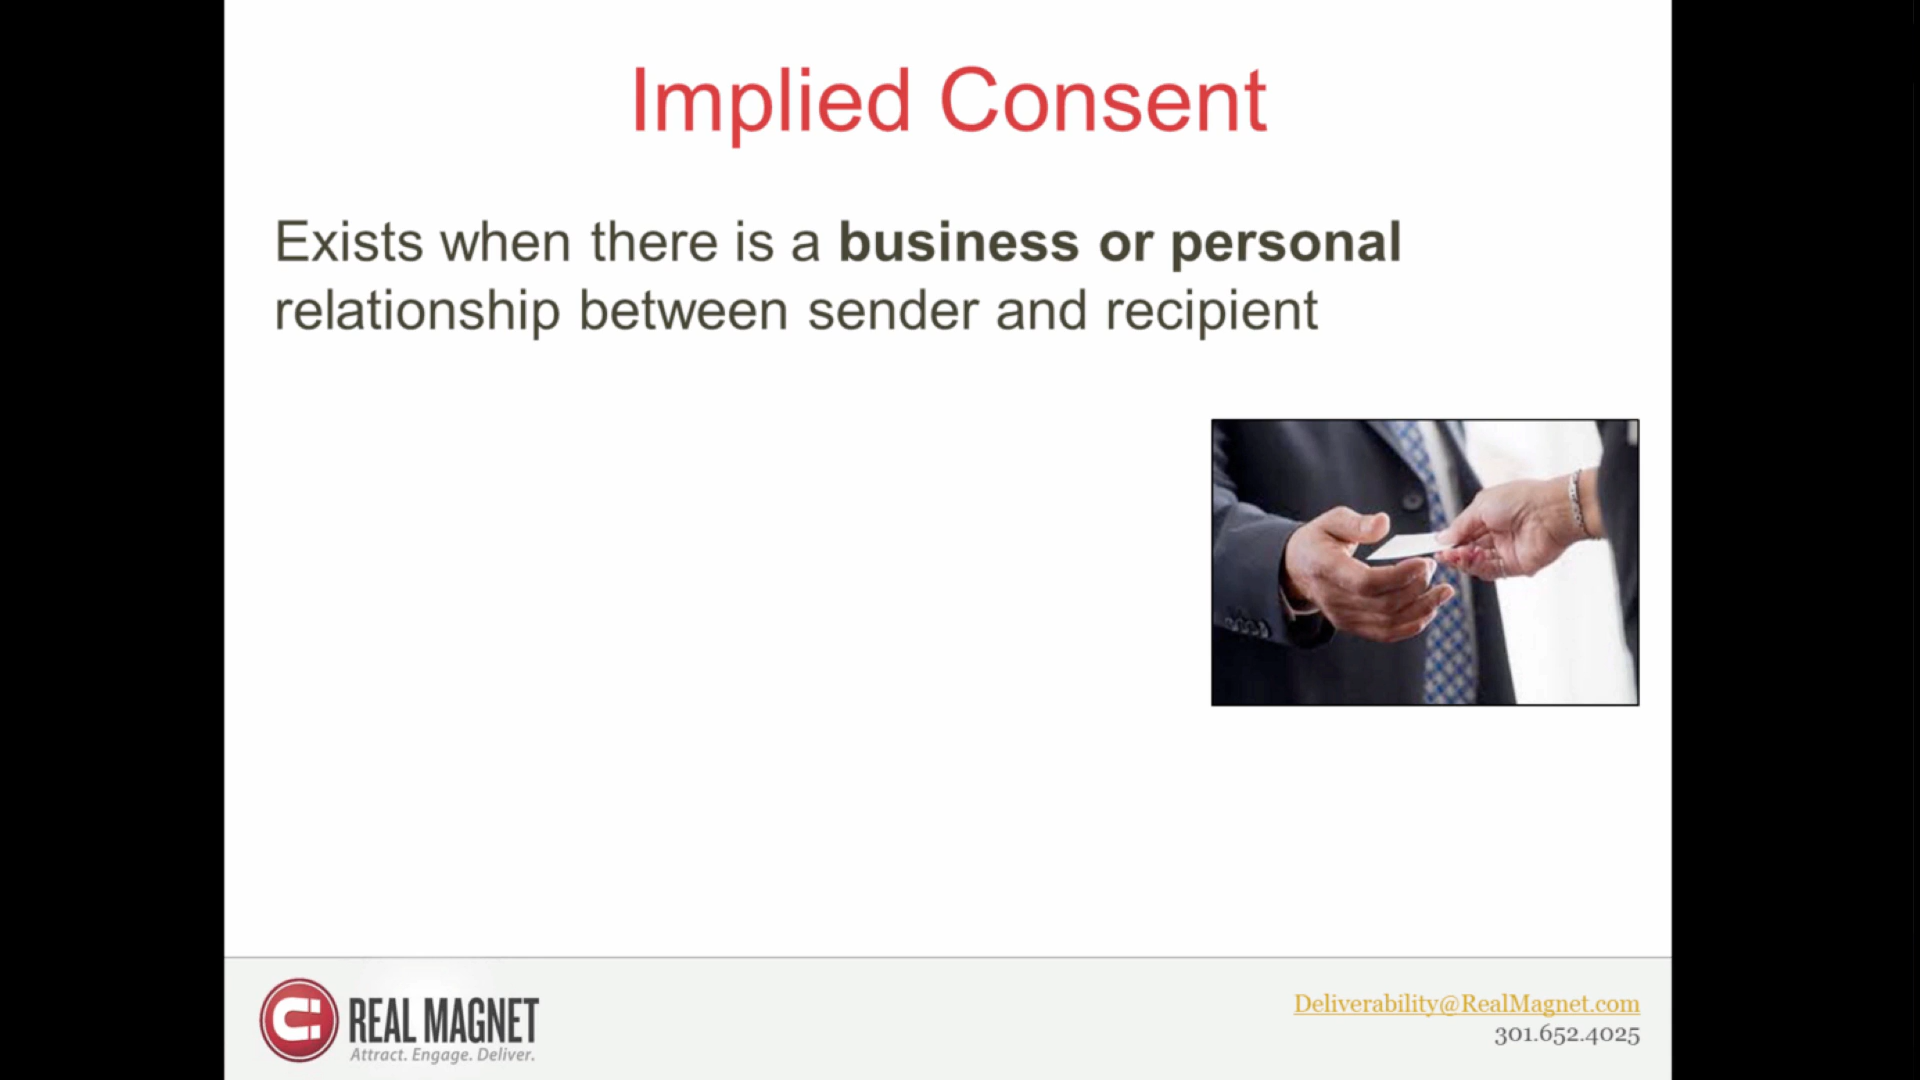 Implied Consent
Exists when there is a business or personal
relationship between sender and recipient
REAL MAGNET
Attract. Engage. Deliver.
Deliverability@RealMagnet.com
301.652.4025